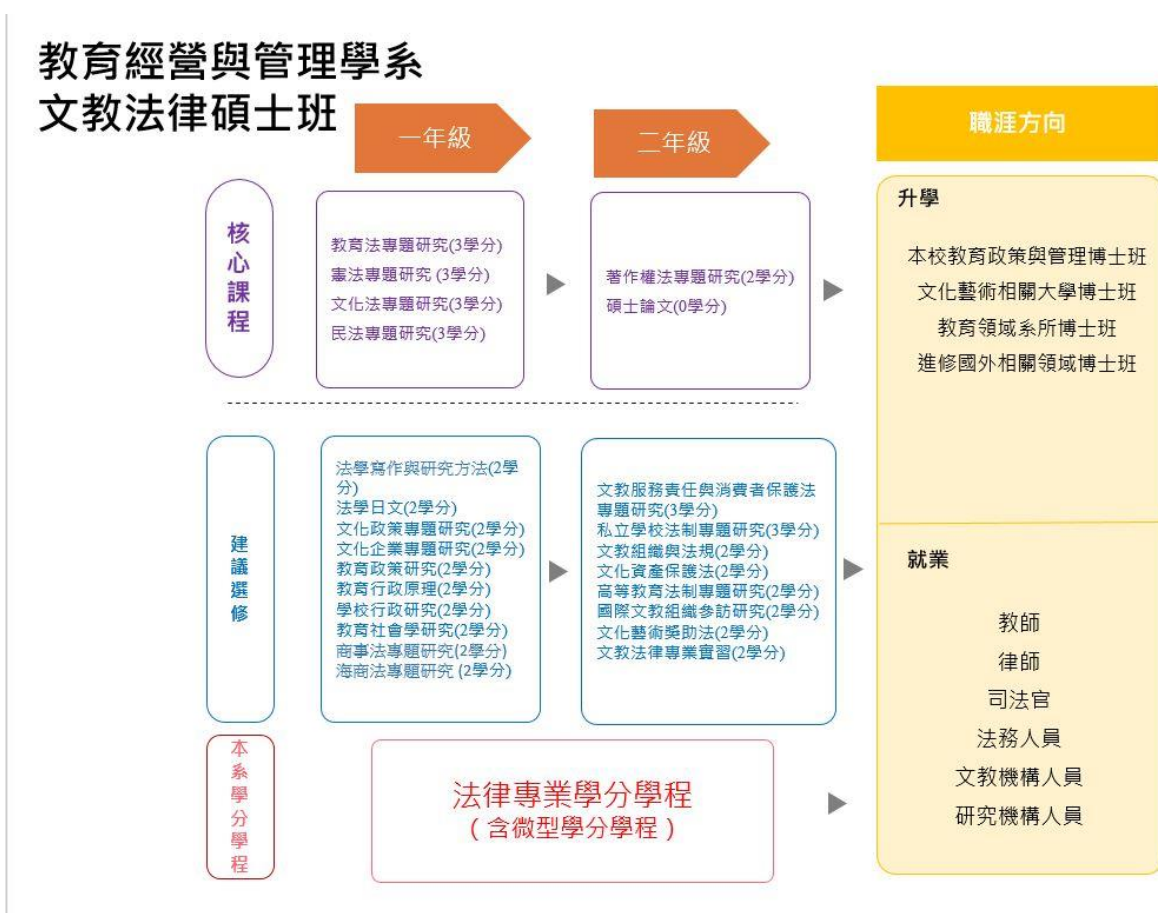 教育經營與管理學系
文教法律碩士班
一年級
二年級
職涯方向
核心課程
教育法專題研究(3學分)
憲法專題研究 (3學分)
文化法專題研究(3學分)
民法專題研究(3學分)
著作權法專題研究(2學分)
碩士論文(0學分)
升學
本校教育政策與管理博士班
文化藝術相關大學博士班
教育領域系所博士班
進修國外相關領域博士班
建議選修
法學寫作與研究方法(2學
分)
法學日文(2學分)
文化政策專題研究(2學分)
文化企業專題研究(2學分)
教育政策研究(2學分)
教育行政原理(2學分)
學校行政研究(2學分)
教育社會學研究(2學分)
商事法專題研究(2學分)
海商法專題研究 (2學分)
文教服務責任與消費者保護法
專題研究(3學分)
私立學校法制專題研究(3學分)
文教組織與法規(2學分)
文化資產保護法(2學分)
高等教育法制專題研究(2學分)
國際文教組織參訪研究(2學分)
文化藝術獎助法(2學分)
文教法律專業實習(2學分)
就業
教師
律師
司法官
法務人員
文教機構人員
研究機構人員
本系學分學程
法律專業學分學程
(含微型學分學程)